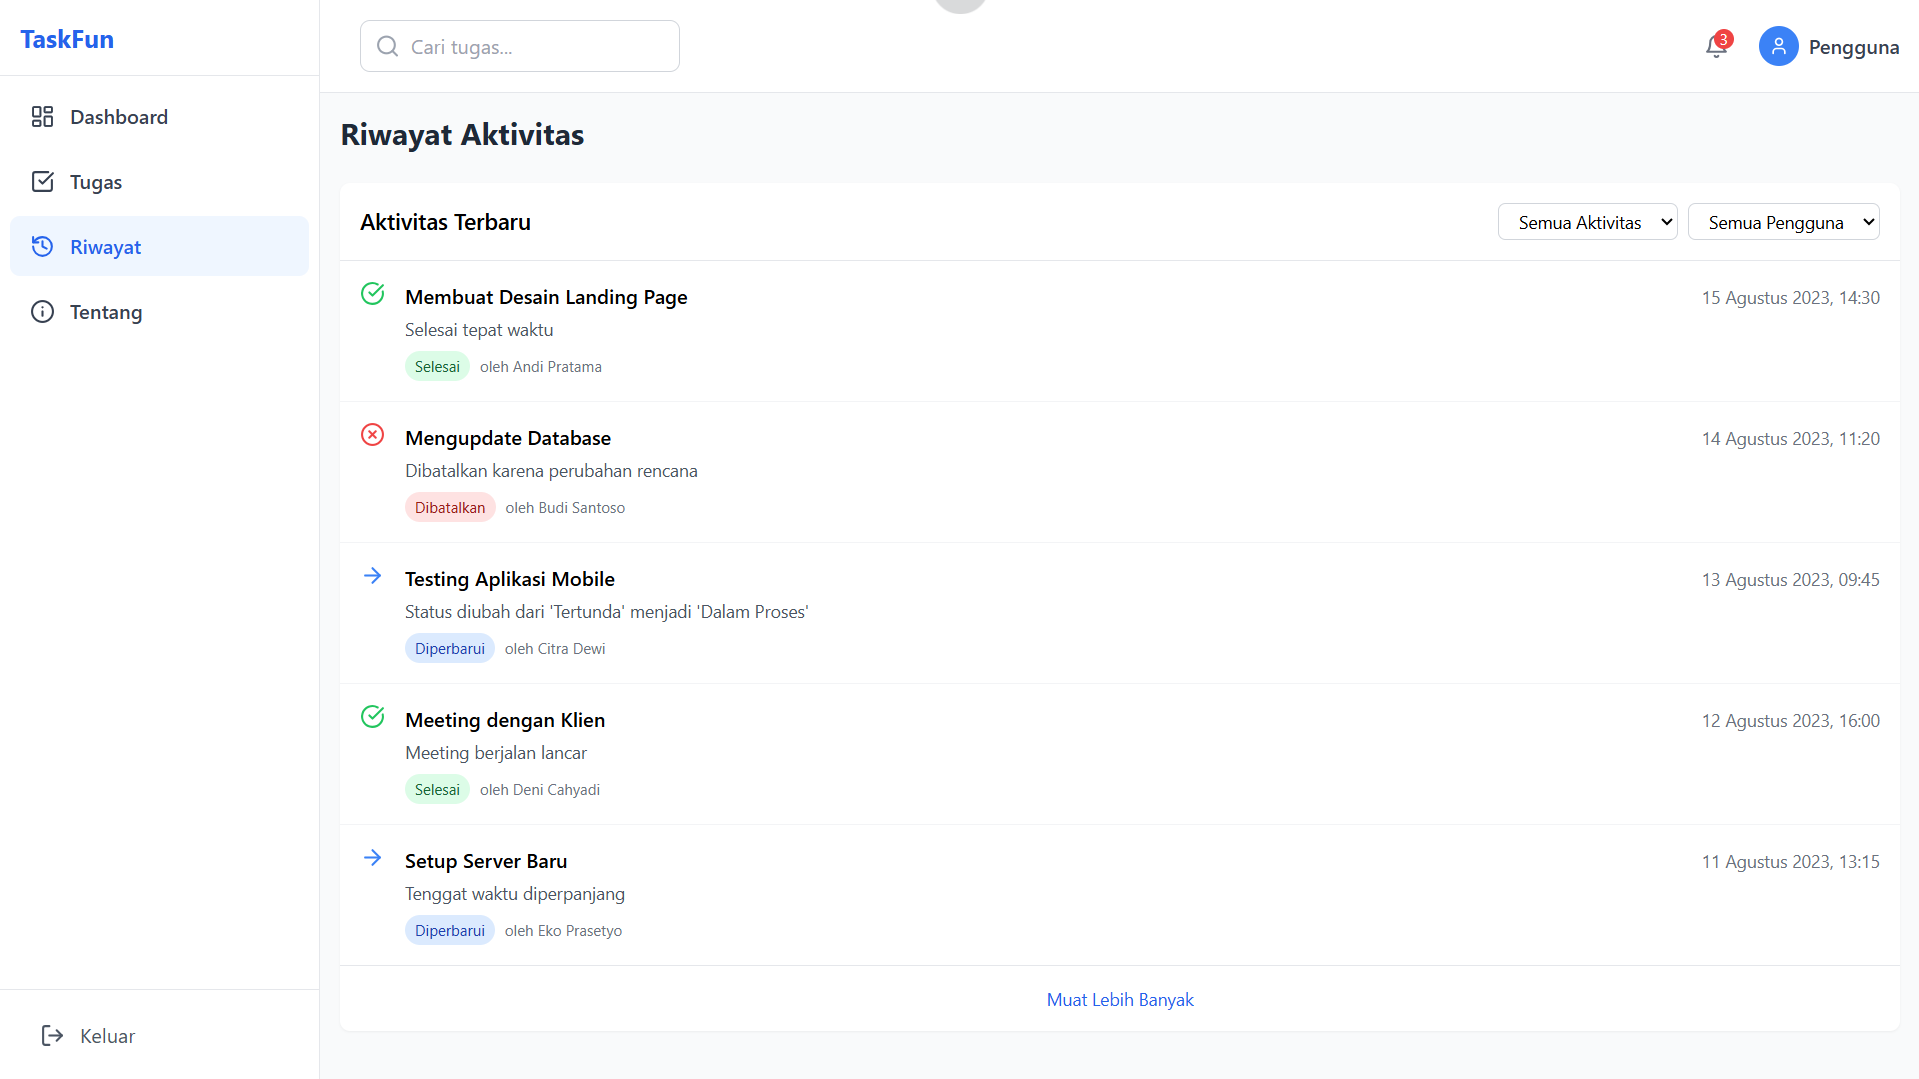 TaskFun
Cari tugas...
3
Pengguna
Dashboard
Tugas
Riwayat
Tentang
Keluar
Riwayat Aktivitas
Aktivitas Terbaru
Semua Aktivitas
Semua Pengguna
Membuat Desain Landing Page
15 Agustus 2023, 14:30
Selesai tepat waktu
Selesai oleh Andi Pratama
Mengupdate Database
14 Agustus 2023, 11:20
Dibatalkan karena perubahan rencana
Dibatalkan oleh Budi Santoso
Testing Aplikasi Mobile
13 Agustus 2023, 09:45
Status diubah dari 'Tertunda' menjadi 'Dalam Proses'
Diperbarui oleh Citra Dewi
Meeting dengan Klien
12 Agustus 2023, 16:00
Meeting berjalan lancar
Selesai oleh Deni Cahyadi
Setup Server Baru
11 Agustus 2023, 13:15
Tenggat waktu diperpanjang
Diperbarui oleh Eko Prasetyo
Muat Lebih Banyak